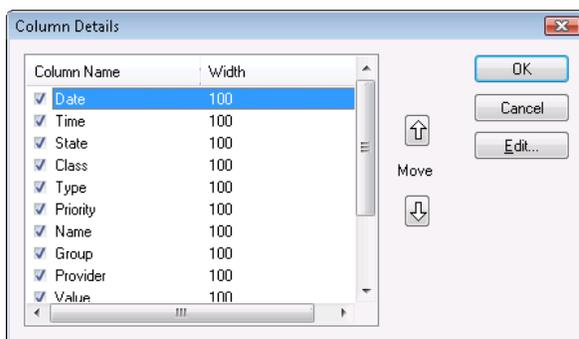 Column Details
Column Name Width
Date 100
Time 100
State 100
Class 100
Type 100
Priority 100
Name 100
Group 100
Provider 100
Value 100
Move
OK
Cancel
Edit...